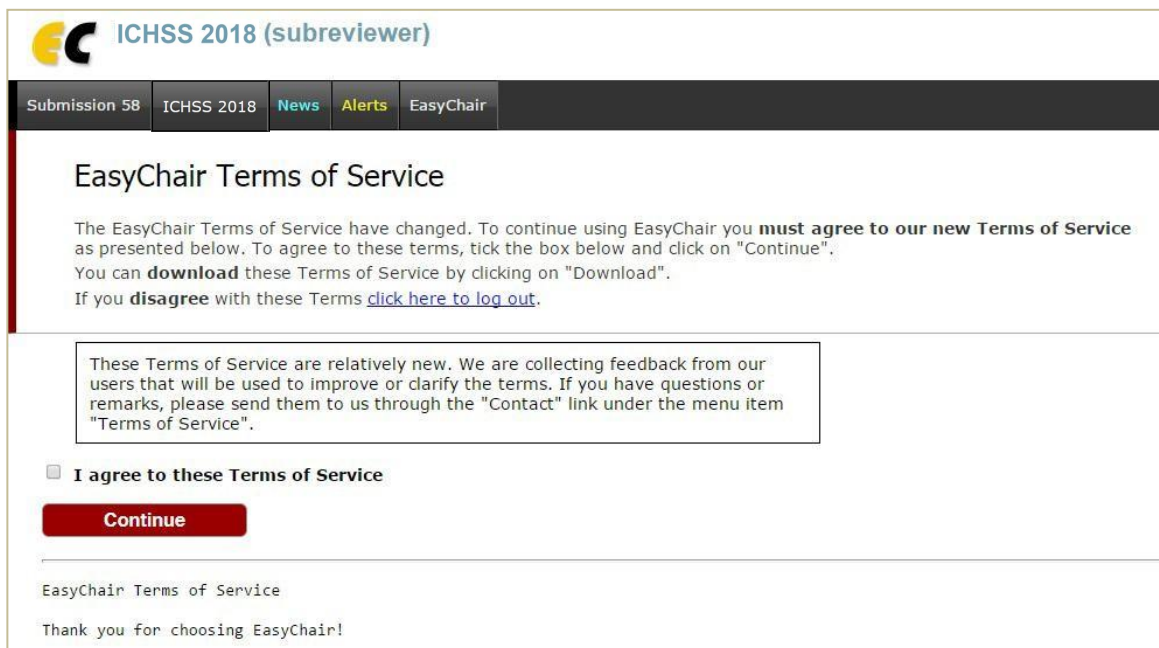 EC ICHSS 2018 (subreviewer)
Submission 58 ICHSS 2018 News Alerts EasyChair
EasyChair Terms of Service
The EasyChair Terms of Service have changed. To continue using EasyChair you must agree to our new Terms of Service
as presented below. To agree to these terms, tick the box below and click on "Continue".
You can download these Terms of Service by clicking on "Download".
If you disagree with these Terms click here to log out.
These Terms of Service are relatively new. We are collecting feedback from our
users that will be used to improve or clarify the terms. If you have questions or
remarks, please send them to us through the "Contact" link under the menu item
"Terms of Service".
I agree to these Terms of Service
Continue
EasyChair Terms of Service
Thank you for choosing EasyChair!